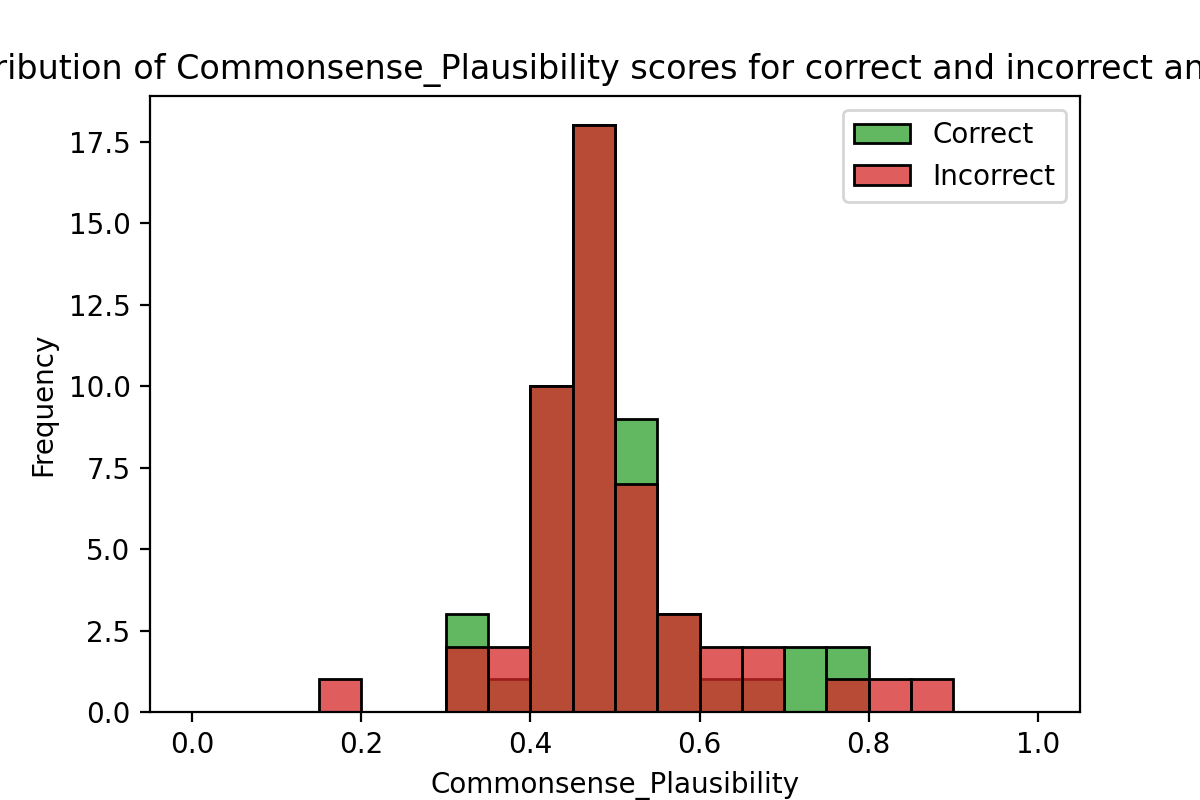 ribution of Commonsense_Plausibility scores for correct and incorrect an
Correct
Incorrect
17.5
15.0
12.5
10.0
7.5
5.0
2.5
0.0
Frequency
0.0 0.2 0.4 0.6 0.8 1.0
Commonsense_Plausibility